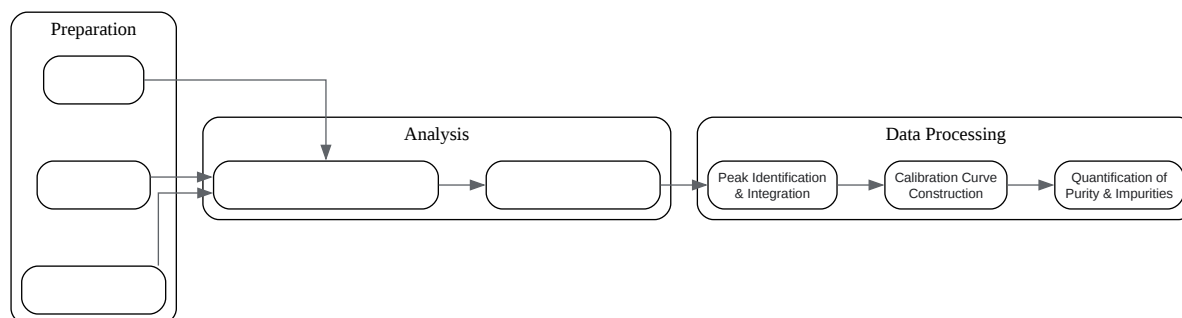 Preparation
Analysis
Data Processing
Peak Identification
& Integration
Calibration Curve
Construction
Quantification of
Purity & Impurities